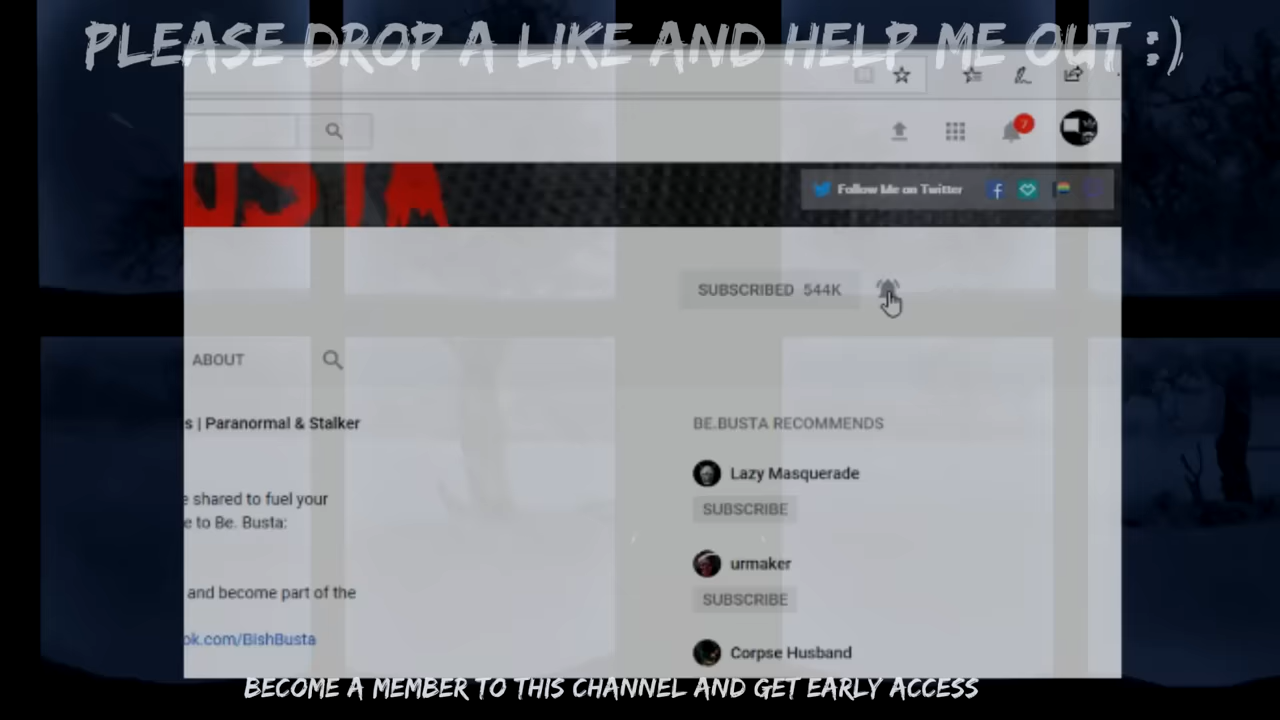 PLEASE DROP A LIKE AND HELP ME OUT :)
7
BUSTA
Follow Me on Twitter
SUBSCRIBED 544K
ABOUT
s | Paranormal & Stalker
BE.BUSTA RECOMMENDS
Lazy Masquerade
SUBSCRIBE
e shared to fuel your
e to Be. Busta:
urmaker
SUBSCRIBE
and become part of the
ok.com/BishBusta
Corpse Husband
BECOME A MEMBER TO THIS CHANNEL AND GET EARLY ACCESS